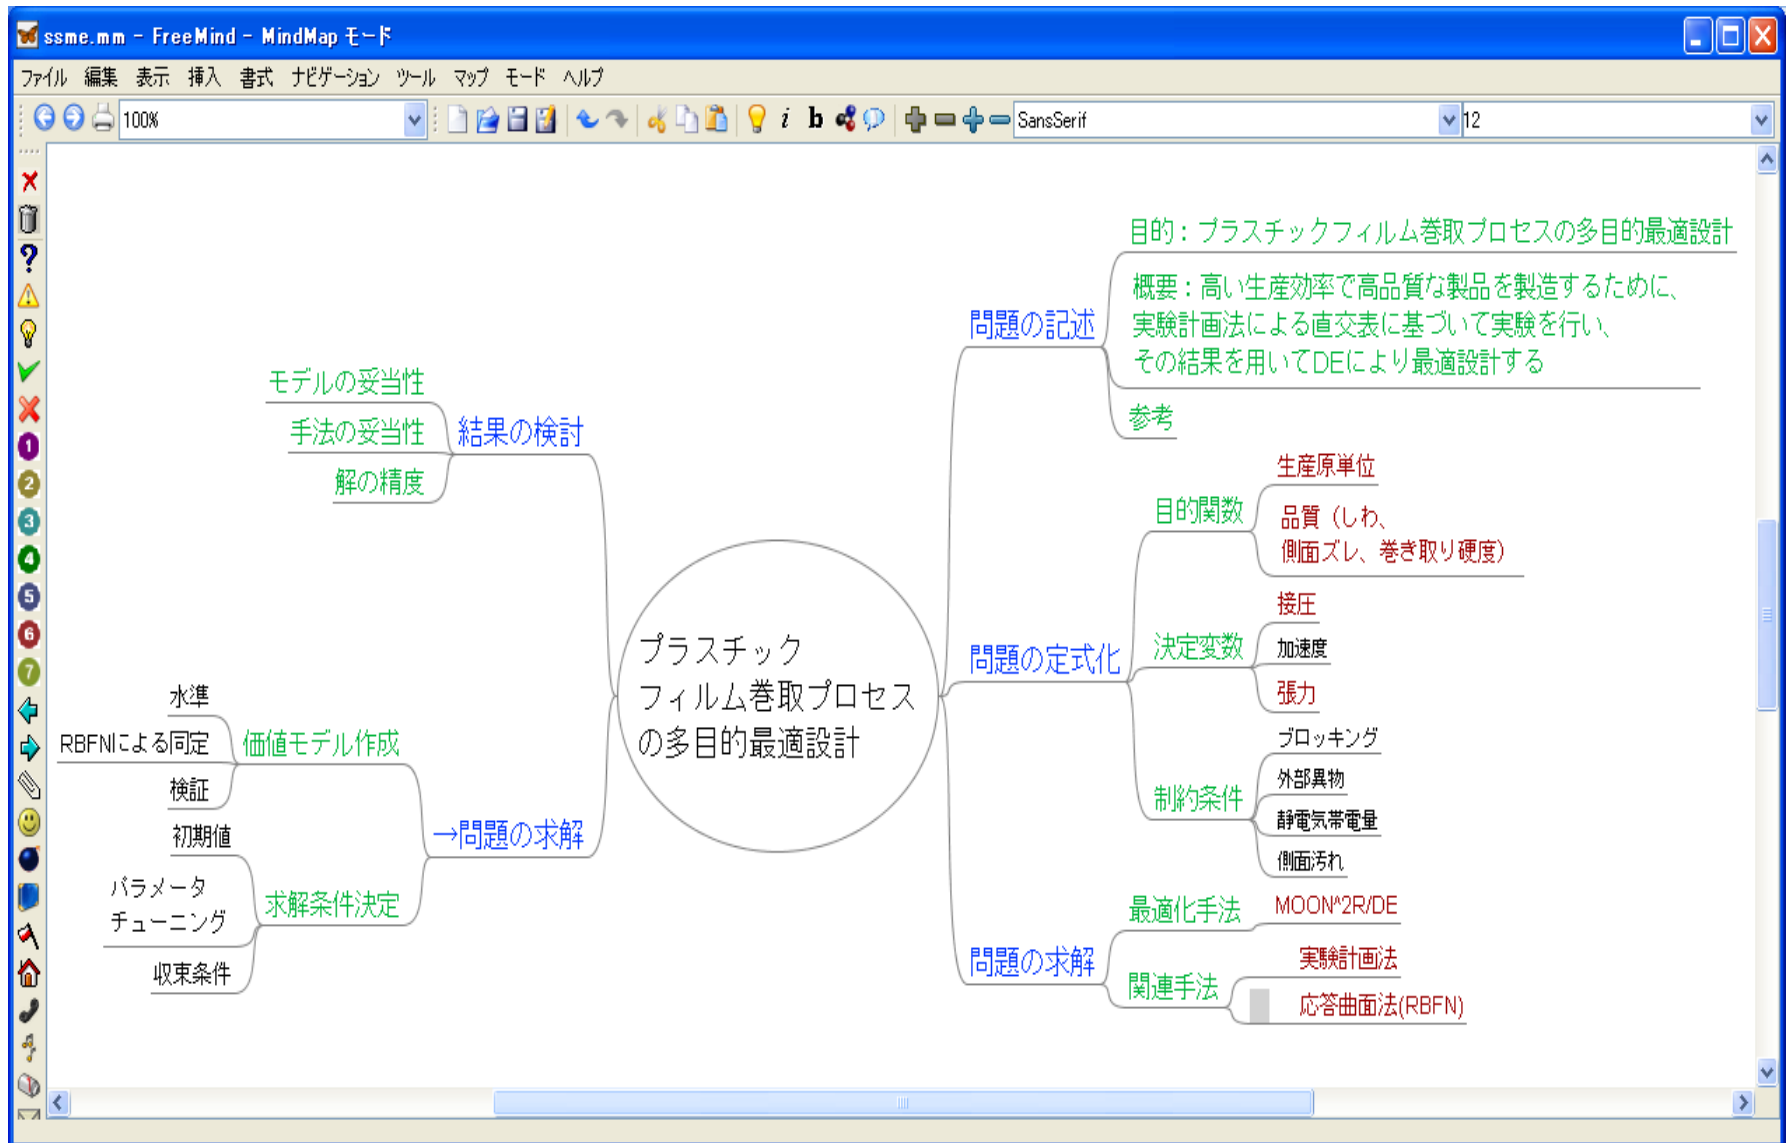 ssme.mm - FreeMind - MindMap モード
ファイル 編集 表示 挿入 書式 ナビゲーション ツール マップ モード ヘルプ
100%
i b
SansSerif
12
?
1
2
3
4
5
6
7
プラスチック
フィルム巻取プロセス
の多目的最適設計
問題の記述
目的：プラスチックフィルム巻取プロセスの多目的最適設計
概要：高い生産効率で高品質な製品を製造するために、
実験計画法による直交表に基づいて実験を行い、
その結果を用いてDEにより最適設計する
参考
問題の定式化
目的関数
生産原単位
品質（しわ、
側面ズレ、巻き取り硬度）
決定変数
接圧
加速度
張力
制約条件
ブロッキング
外部異物
静電気帯電量
側面汚れ
問題の求解
最適化手法
MOON^2R/DE
関連手法
実験計画法
応答曲面法(RBFN)
結果の検討
モデルの妥当性
手法の妥当性
解の精度
→問題の求解
価値モデル作成
水準
RBFNによる同定
検証
求解条件決定
初期値
パラメータ
チューニング
収束条件